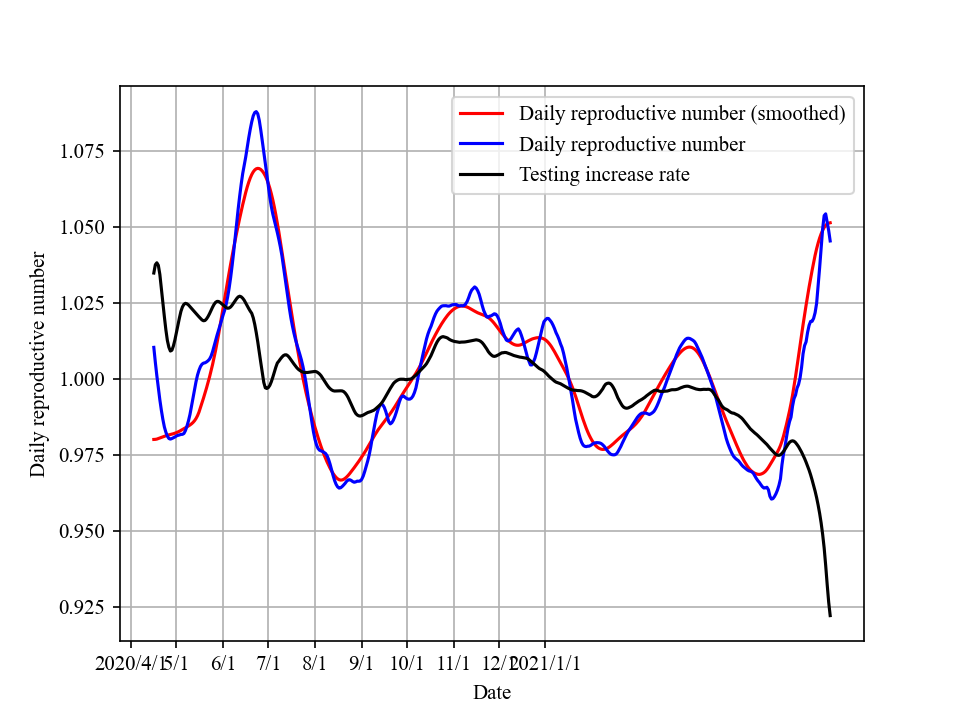 Daily reproductive number (smoothed)
Daily reproductive number
Testing increase rate
1.075
1.050
1.025
1.000
0.975
0.950
0.925
Daily reproductive number
2020/4/1 5/1 6/1 7/1 8/1 9/1 10/1 11/1 12/1 2021/1/1
Date